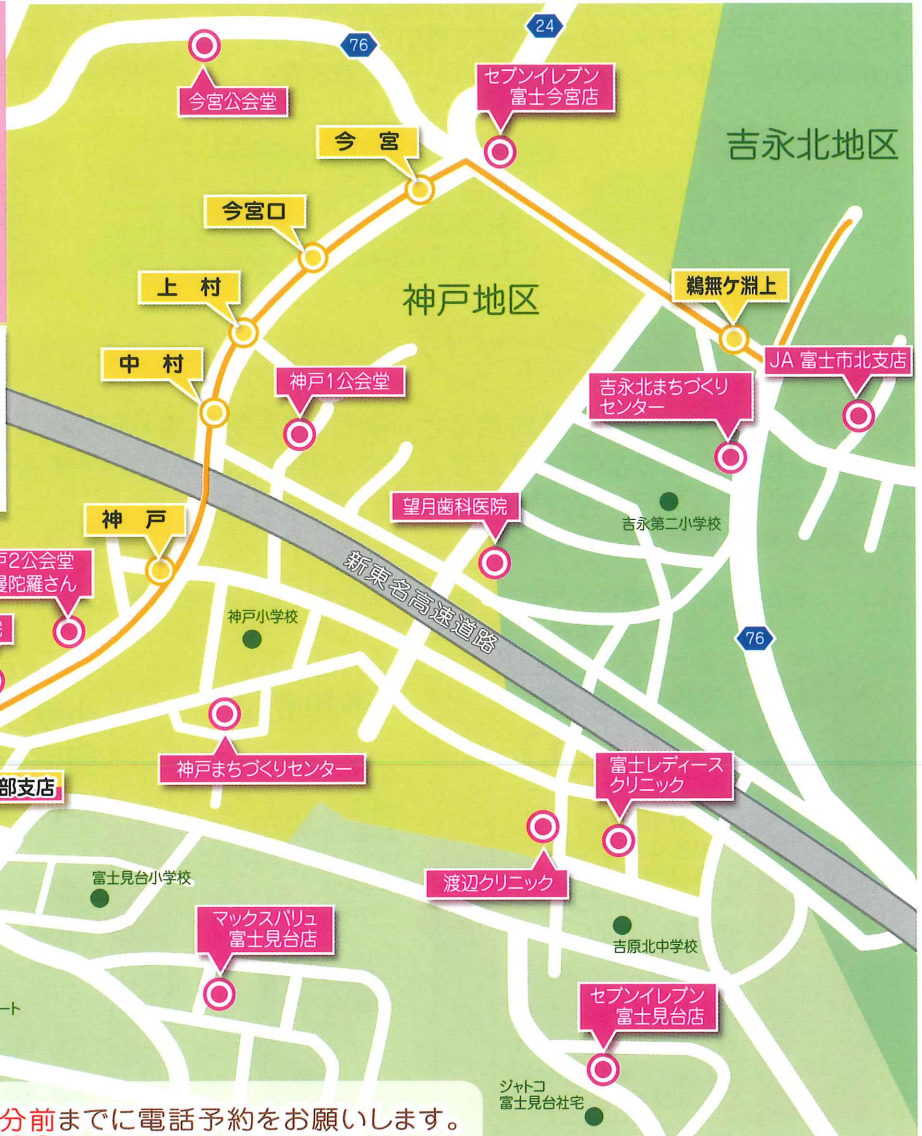 24
76
セブンイレブン
富士今宮店
今宮公会堂
今 宮
吉永北地区
今宮口
上 村
神戸地区
鵜無ケ淵上
中 村
神戸1公会堂
JA 富士市北支店
吉永北まちづくり
センター
望月歯科医院
吉永第二小学校
神 戸
新東名高速道路
戸2公会堂
曼陀羅さん
神戸小学校
76
神戸まちづくりセンター
富士レディース
クリニック
部支店
渡辺クリニック
富士見台小学校
マックスバリュ
富士見台店
吉原北中学校
セブンイレブン
富士見台店
ート
ジャトコ
富士見台社宅
分前までに電話予約をお願いします。